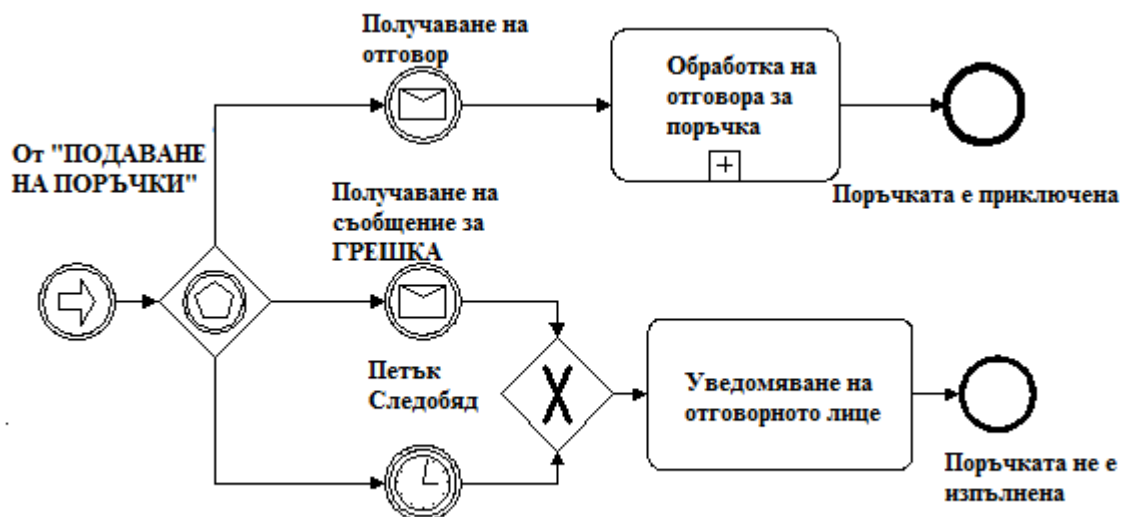 Получаване на
отговор
Обработка на
отговора за
поръчка
От "ПОДАВАНЕ
НА ПОРЪЧКИ"
Поръчката е приключена
Получаване на
съобщение за
ГРЕШКА
Петък
Следобяд
Уведомяване на
отговорното лице
Поръчката не е
изпълнена